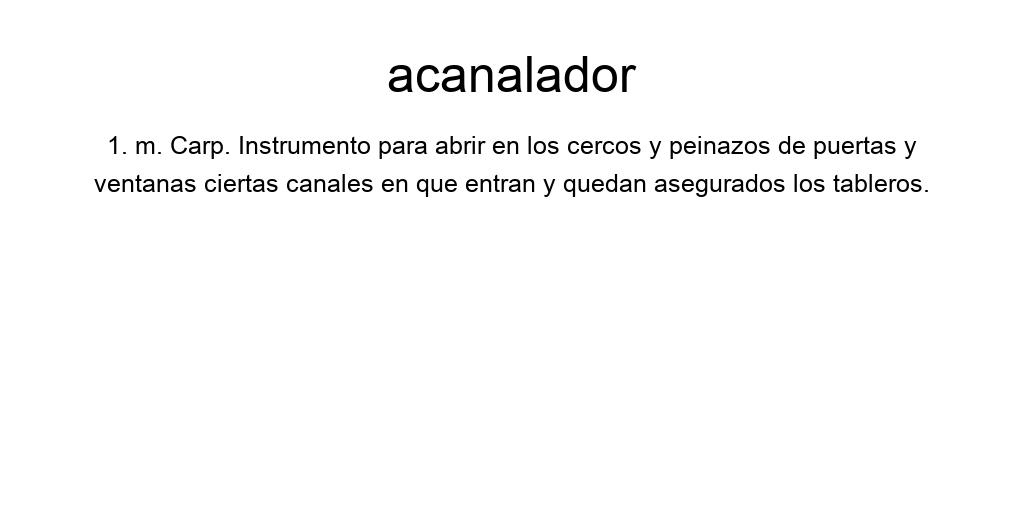 acanalador
1. m. Carp. Instrumento para abrir en los cercos y peinazos de puertas y
ventanas ciertas canales en que entran y quedan asegurados los tableros.